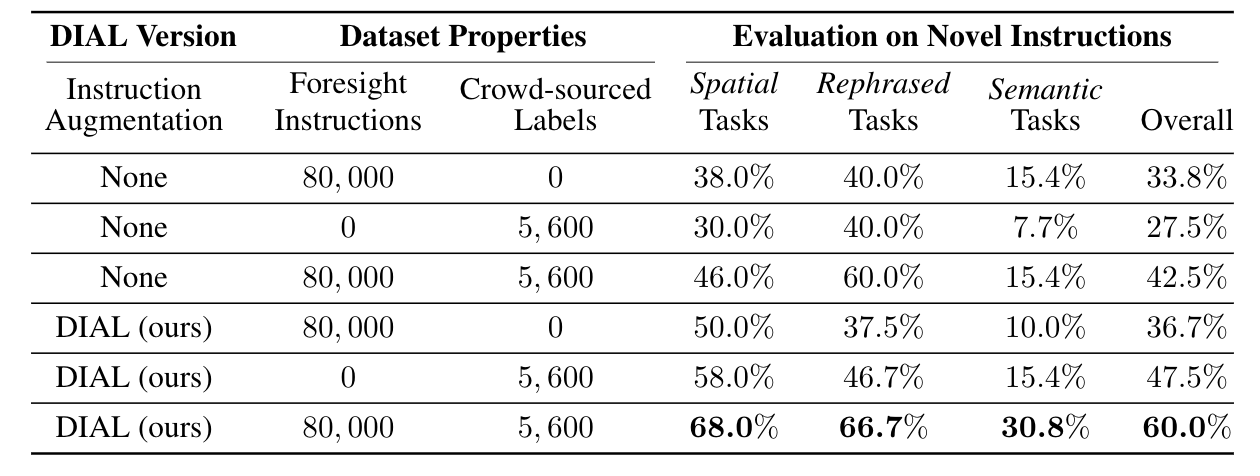 DIAL Version Dataset Properties Evaluation on Novel Instructions
Instruction Augmentation Foresight Instructions Crowd-sourced Labels Spatial Tasks Rephrased Tasks Semantic Tasks Overall
None 80,000 0 38.0% 40.0% 15.4% 33.8%
None 0 5,600 30.0% 40.0% 7.7% 27.5%
None 80,000 5,600 46.0% 60.0% 15.4% 42.5%
DIAL (ours) 80,000 0 50.0% 37.5% 10.0% 36.7%
DIAL (ours) 0 5,600 58.0% 46.7% 15.4% 47.5%
DIAL (ours) 80,000 5,600 68.0% 66.7% 30.8% 60.0%